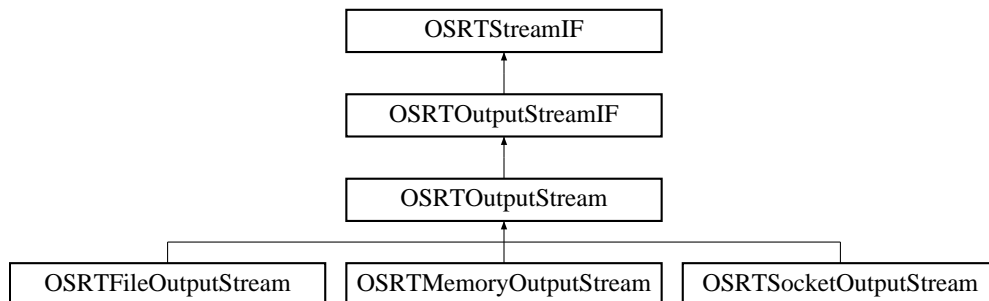 OSRTStreamIF
OSRTOutputStreamIF
OSRTOutputStream
OSRTFileOutputStream OSRTMemoryOutputStream OSRTSocketOutputStream